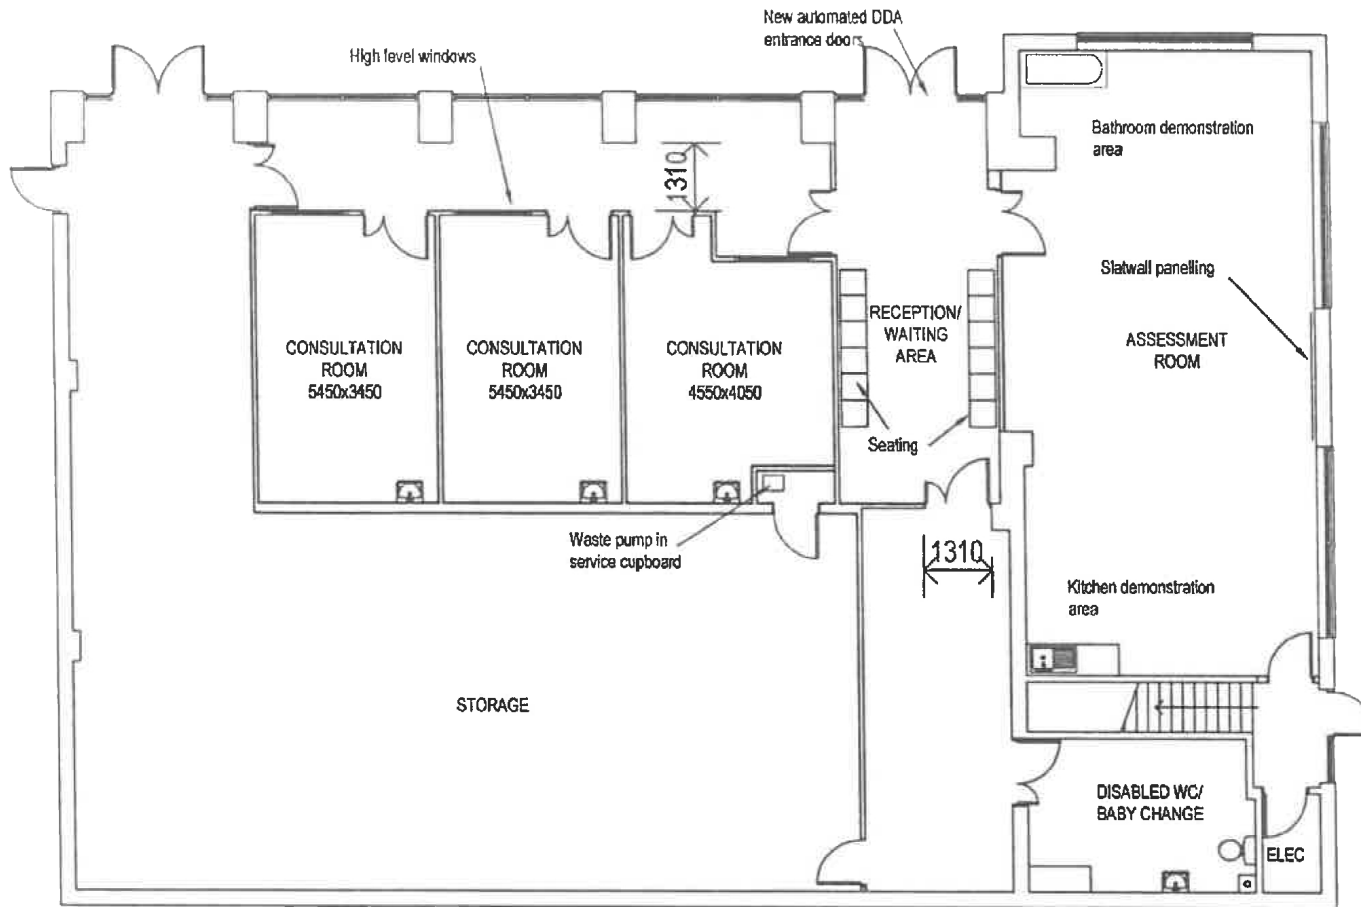 New automated DDA
entrance doors
High level windows
1310
Bathroom demonstration
area
Slatwall panelling
CONSULTATION
ROOM
5450x3450
CONSULTATION
ROOM
5450x3450
CONSULTATION
ROOM
4550x4050
RECEPTION/
WAITING
AREA
ASSESSMENT
ROOM
Seating
Waste pump in
service cupboard
1310
Kitchen demonstration
area
STORAGE
DISABLED WC/
BABY CHANGE
ELEC